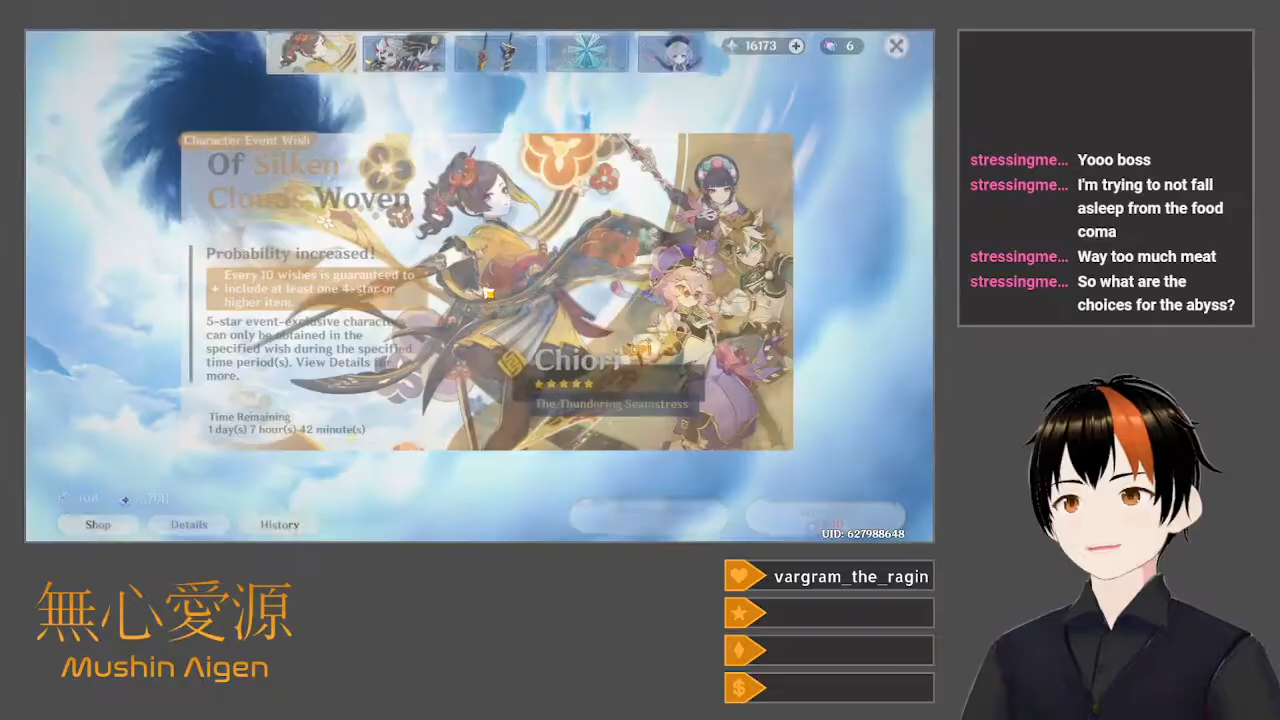 16173
6
Character Event Wish
Of Silken
Clouds Woven
Probability increased!
Every 10 wishes is guaranteed to
include at least one 4-star or
higher item.
5-star event-exclusive characters
can only be obtained in the
specified wish during the specified
time period(s). View Details for
more.
Time Remaining
1 day(s) 7 hour(s) 42 minute(s)
Chiori
The Thundering Seamstress
Shop
Details
History
UID: 627988648
stressingme... Yooo boss
stressingme... I'm trying to not fall
asleep from the food
coma
stressingme... Way too much meat
stressingme... So what are the
choices for the abyss?
無心愛源
Mushin Aigen
vargram_the_ragin
$